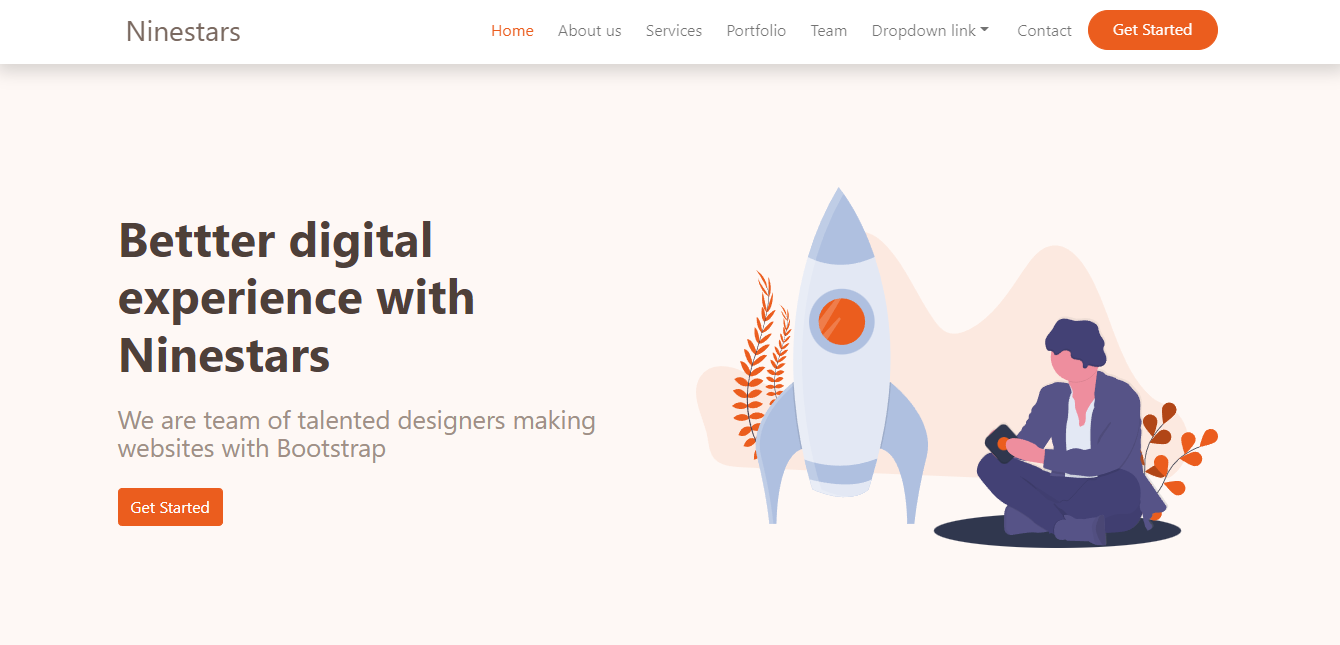 Ninestars
Home About us Services Portfolio Team Dropdown link Contact Get Started
Bettter digital
experience with
Ninestars
We are team of talented designers making
websites with Bootstrap
Get Started